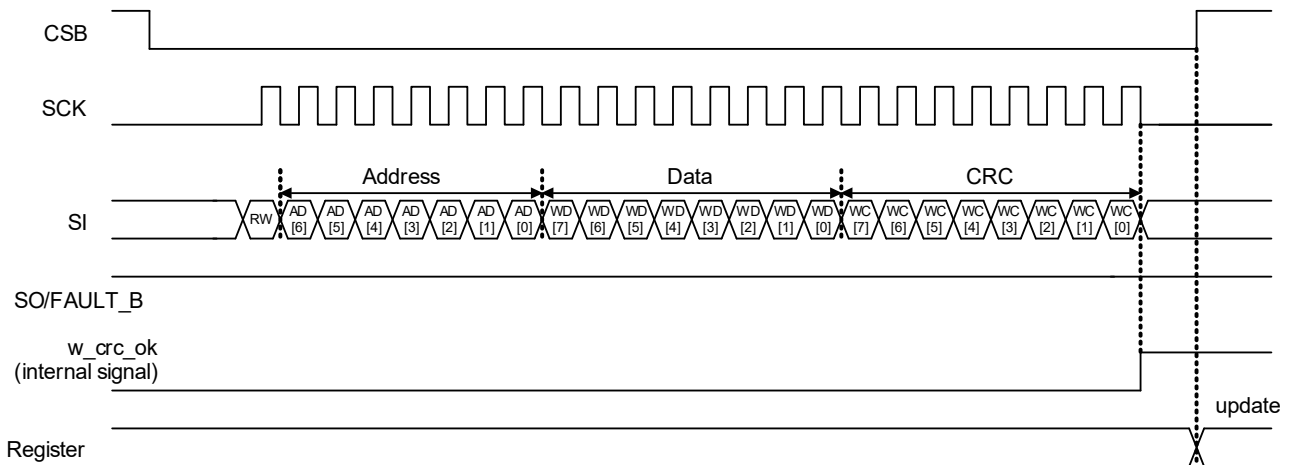 CSB
SCK
Address Data CRC
SI RW AD [6] AD [5] AD [4] AD [3] AD [2] AD [1] AD [0] WD [7] WD [6] WD [5] WD [4] WD [3] WD [2] WD [1] WD [0] WC [7] WC [6] WC [5] WC [4] WC [3] WC [2] WC [1] WC [0]
SO/FAULT_B
w_crc_ok
(internal signal)
update
Register